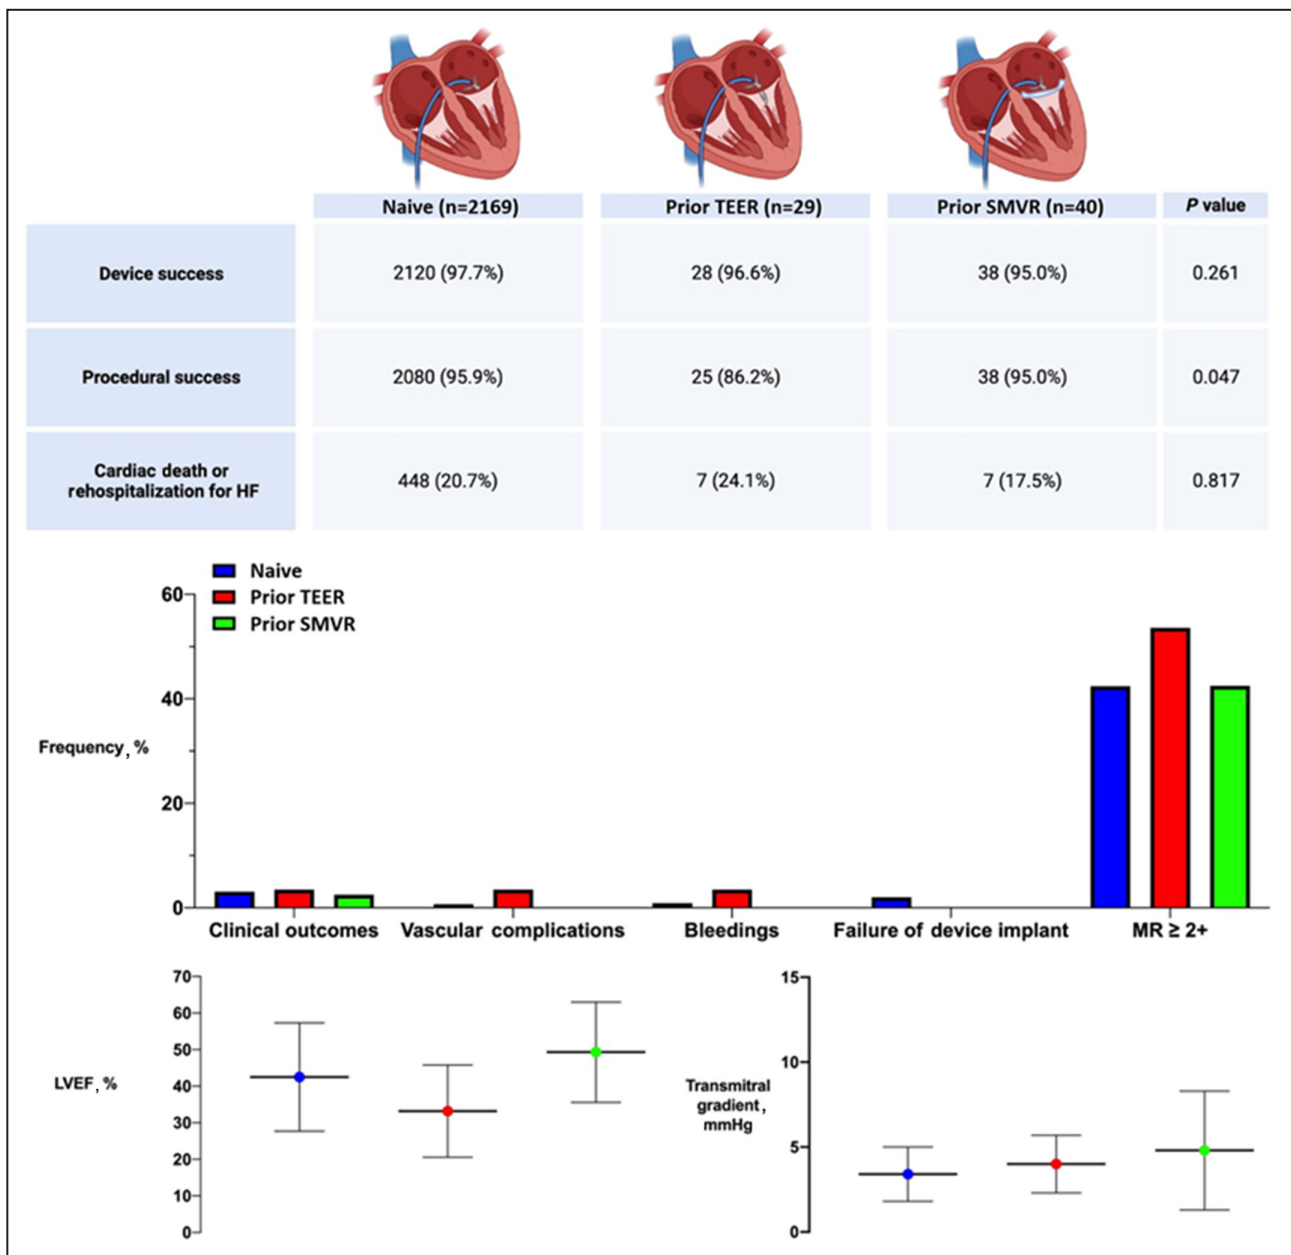 Naive (n=2169) Prior TEER (n=29) Prior SMVR (n=40) P value
Device success 2120 (97.7%) 28 (96.6%) 38 (95.0%) 0.261
Procedural success 2080 (95.9%) 25 (86.2%) 38 (95.0%) 0.047
Cardiac death or
rehospitalization for HF 448 (20.7%) 7 (24.1%) 7 (17.5%) 0.817
Naive
Prior TEER
Prior SMVR
60
40
20
0
Frequency, %
Clinical outcomes Vascular complications Bleedings Failure of device implant MR ≥ 2+
70
60
50
40
30
20
10
0
LVEF, %
15
10
5
0
Transmitral
gradient,
mmHg